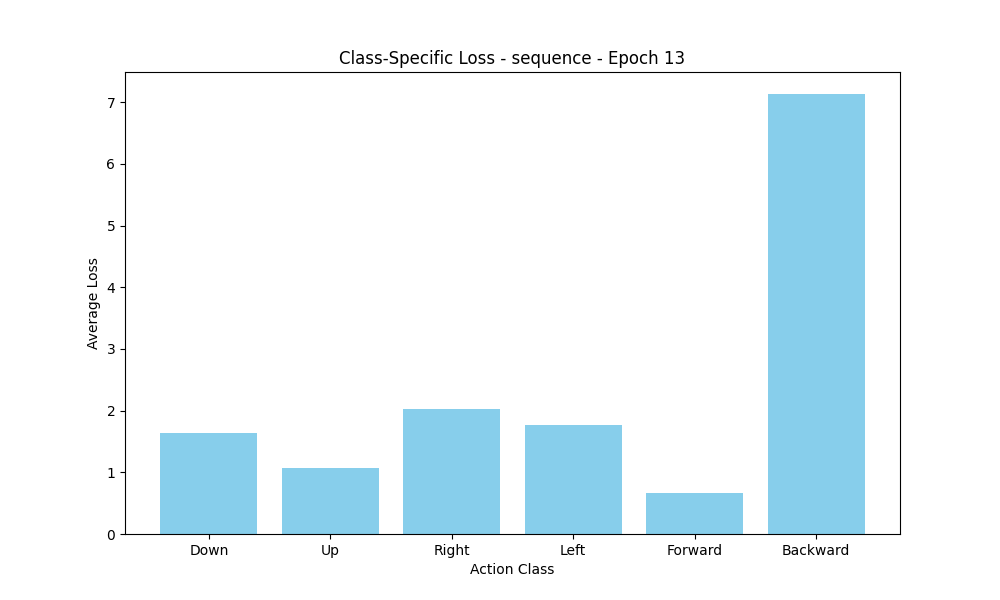 Class-Specific Loss - sequence - Epoch 13
Average Loss
7
6
5
4
3
2
1
0
Down Up Right Left Forward Backward
Action Class